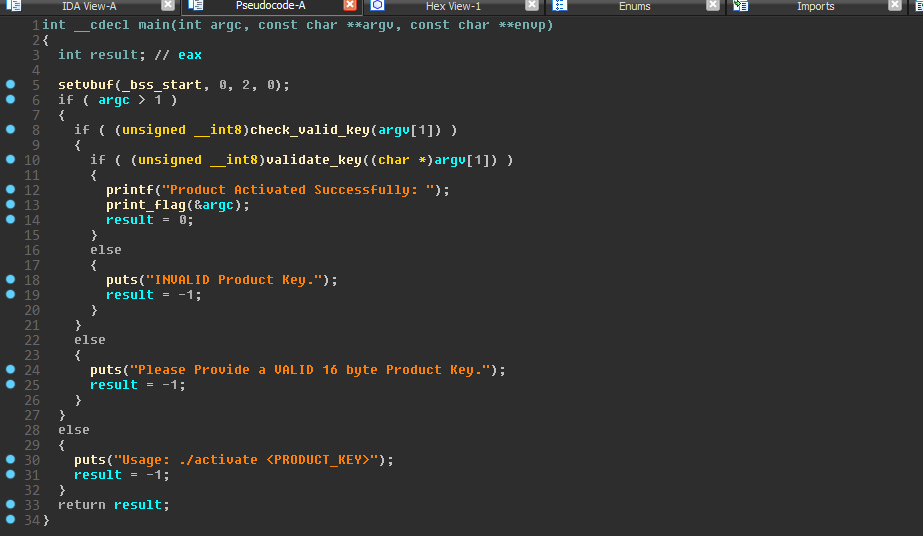 IDA View-A Pseudocode-A Hex View-1 Enums Imports
1 int __cdecl main(int argc, const char **argv, const char **envp)
2 {
3   int result; // eax
4
5   setvbuf(_bss_start, 0, 2, 0);
6   if ( argc > 1 )
7   {
8     if ( (unsigned __int8)check_valid_key(argv[1]) )
9     {
10       if ( (unsigned __int8)validate_key((char *)argv[1]) )
11       {
12         printf("Product Activated Successfully: ");
13         print_flag(&argc);
14         result = 0;
15       }
16       else
17       {
18         puts("INVALID Product Key.");
19         result = -1;
20       }
21     }
22     else
23     {
24       puts("Please Provide a VALID 16 byte Product Key.");
25       result = -1;
26     }
27   }
28   else
29   {
30     puts("Usage: ./activate <PRODUCT_KEY>");
31     result = -1;
32   }
33   return result;
34 }